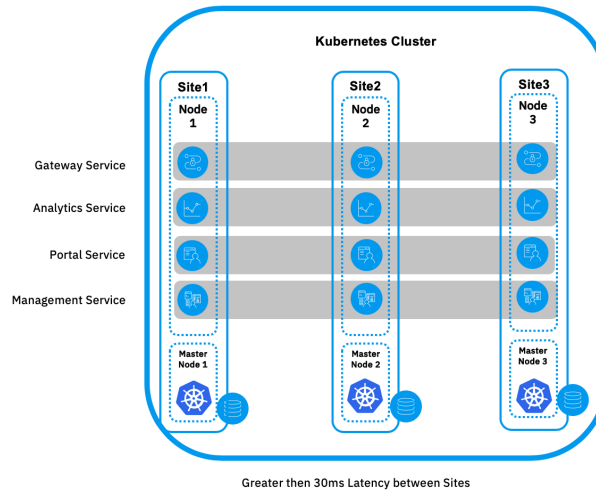 Kubernetes Cluster
Site1
Site2
Site3
Node
1
Node
2
Node
3
Gateway Service
Analytics Service
Portal Service
Management Service
Master
Node 1
Master
Node 2
Master
Node 3
Greater then 30ms Latency between Sites